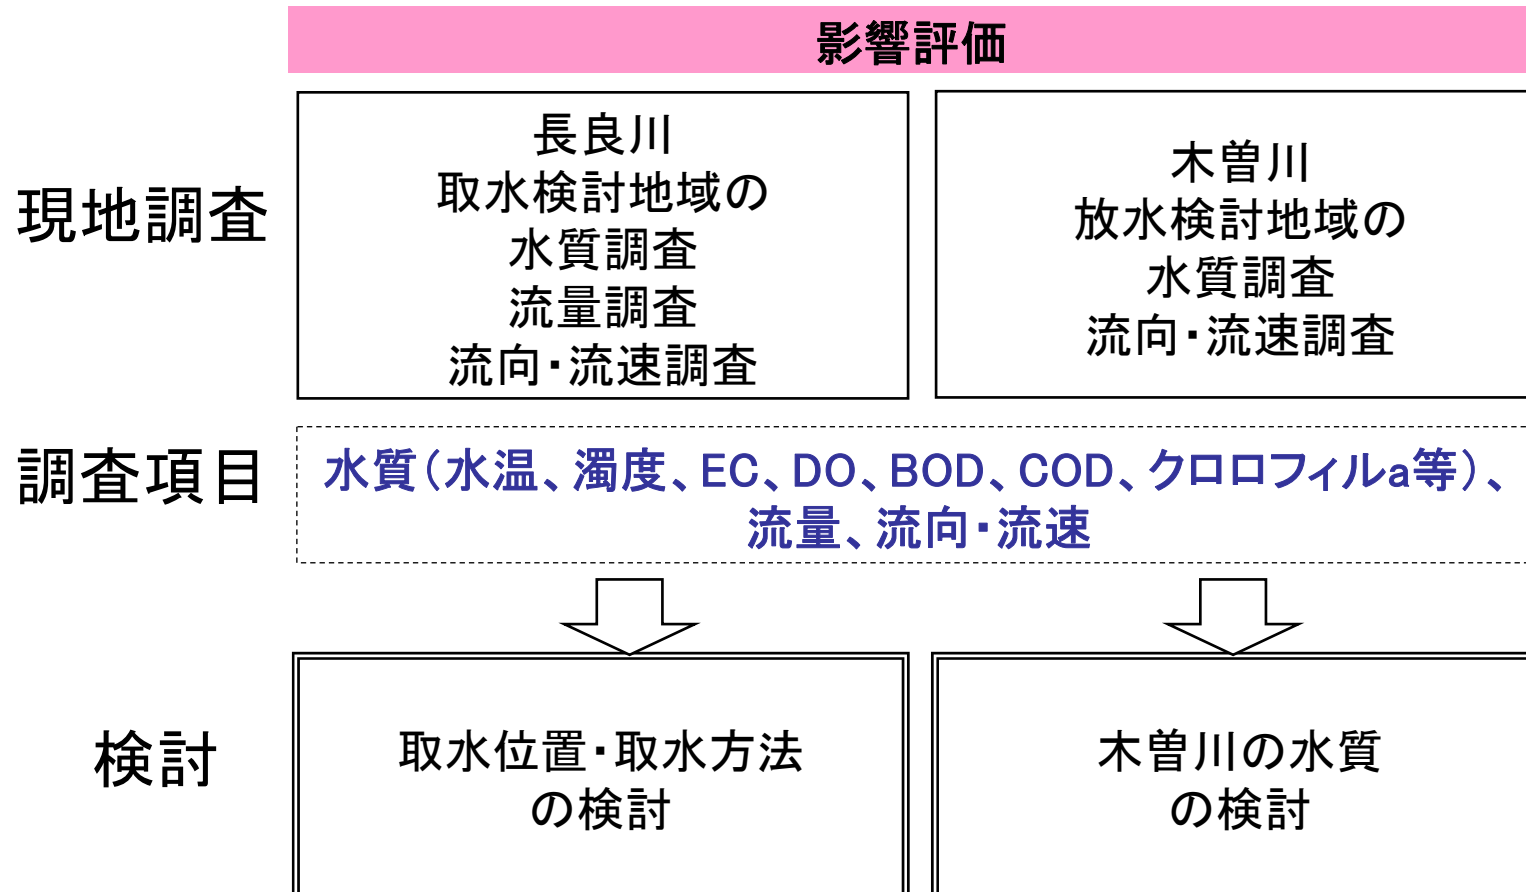 影響評価
現地調査
長良川
取水検討地域の
水質調査
流量調査
流向・流速調査
木曽川
放水検討地域の
水質調査
流向・流速調査
調査項目
水質(水温、濁度、EC、DO、BOD、COD、クロロフィルa等)、
流量、流向・流速
検討
取水位置・取水方法
の検討
木曽川の水質
の検討